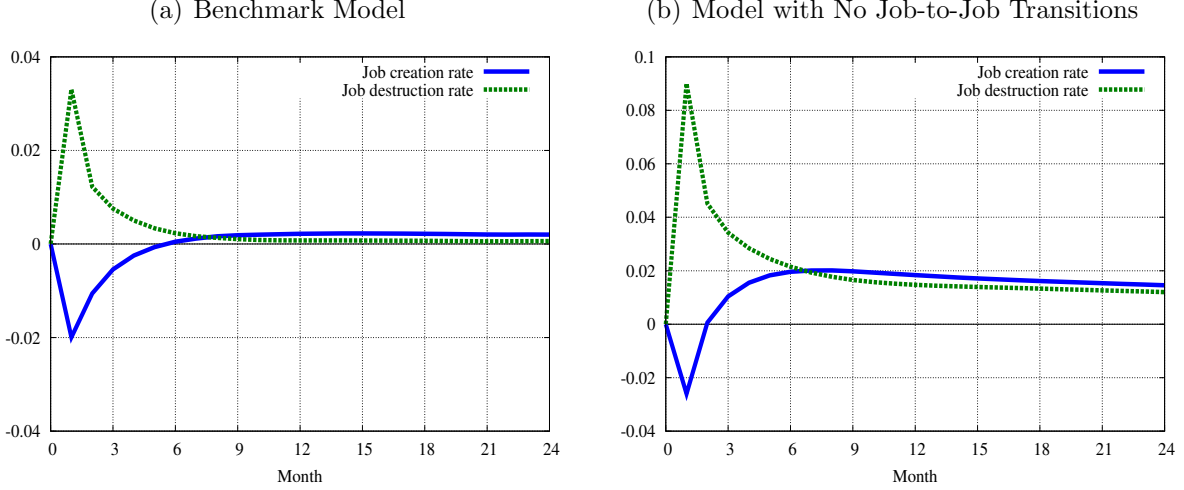 (a) Benchmark Model
0.04
0.02
0
-0.02
-0.04
Job creation rate
Job destruction rate
0 3 6 9 12 15 18 21 24
Month
(b) Model with No Job-to-Job Transitions
0.1
0.08
0.06
0.04
0.02
0
-0.02
-0.04
Job creation rate
Job destruction rate
0 3 6 9 12 15 18 21 24
Month